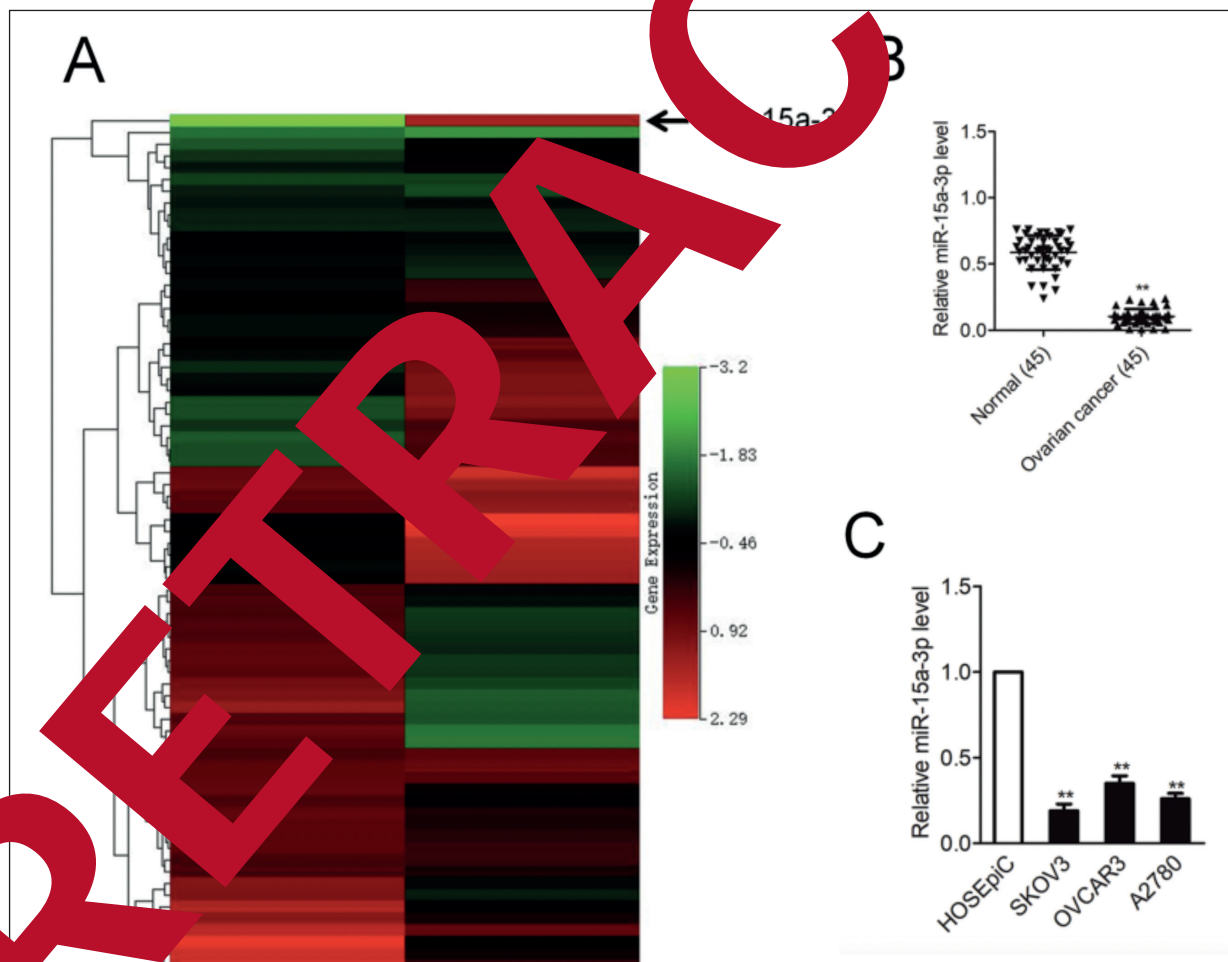 A
B
15a-3
-3.2
-1.83
-0.46
0.92
2.29
Gene Expression
Relative miR-15a-3p level
1.5
1.0
0.5
0.0
**
Normal (45)
Ovarian cancer (45)
C
Relative miR-15a-3p level
1.5
1.0
0.5
0.0
**
**
**
HOSEpiC
SKOV3
OVCAR3
A2780
RETRAC